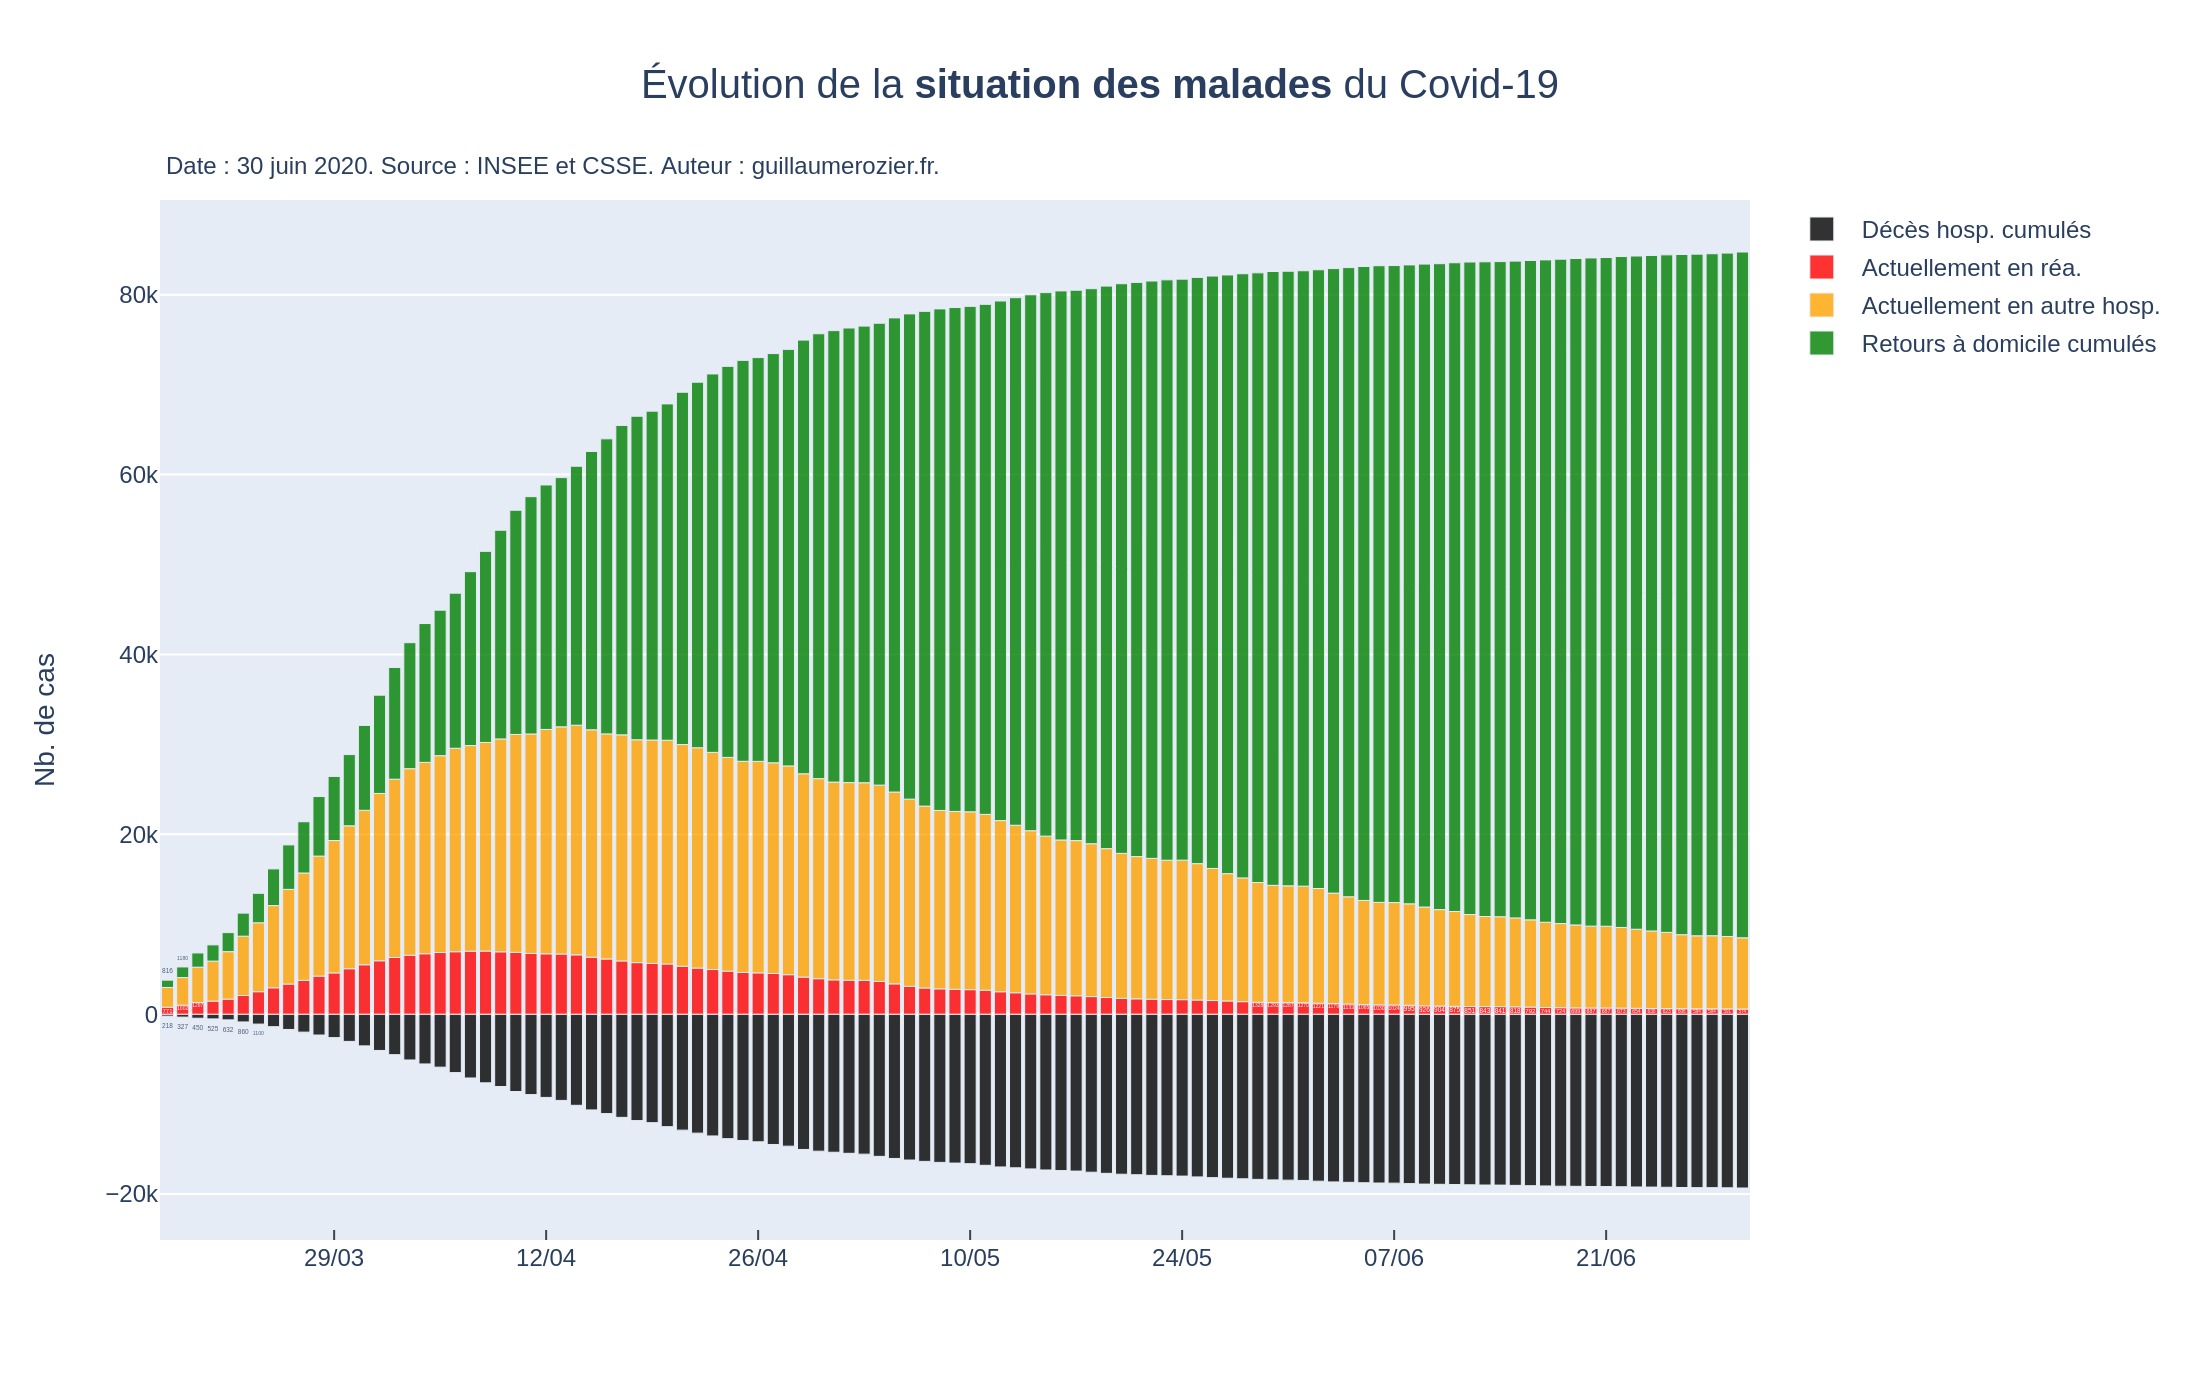 Évolution de la situation des malades du Covid-19
Date : 30 juin 2020. Source : INSEE et CSSE. Auteur : guillaumerozier.fr.
Décès hosp. cumulés
Actuellement en réa.
Actuellement en autre hosp.
Retours à domicile cumulés
Nb. de cas
80k
60k
40k
20k
0
−20k
816
1180
218 327 450 525 632 860 1100
29/03 12/04 26/04 10/05 24/05 07/06 21/06